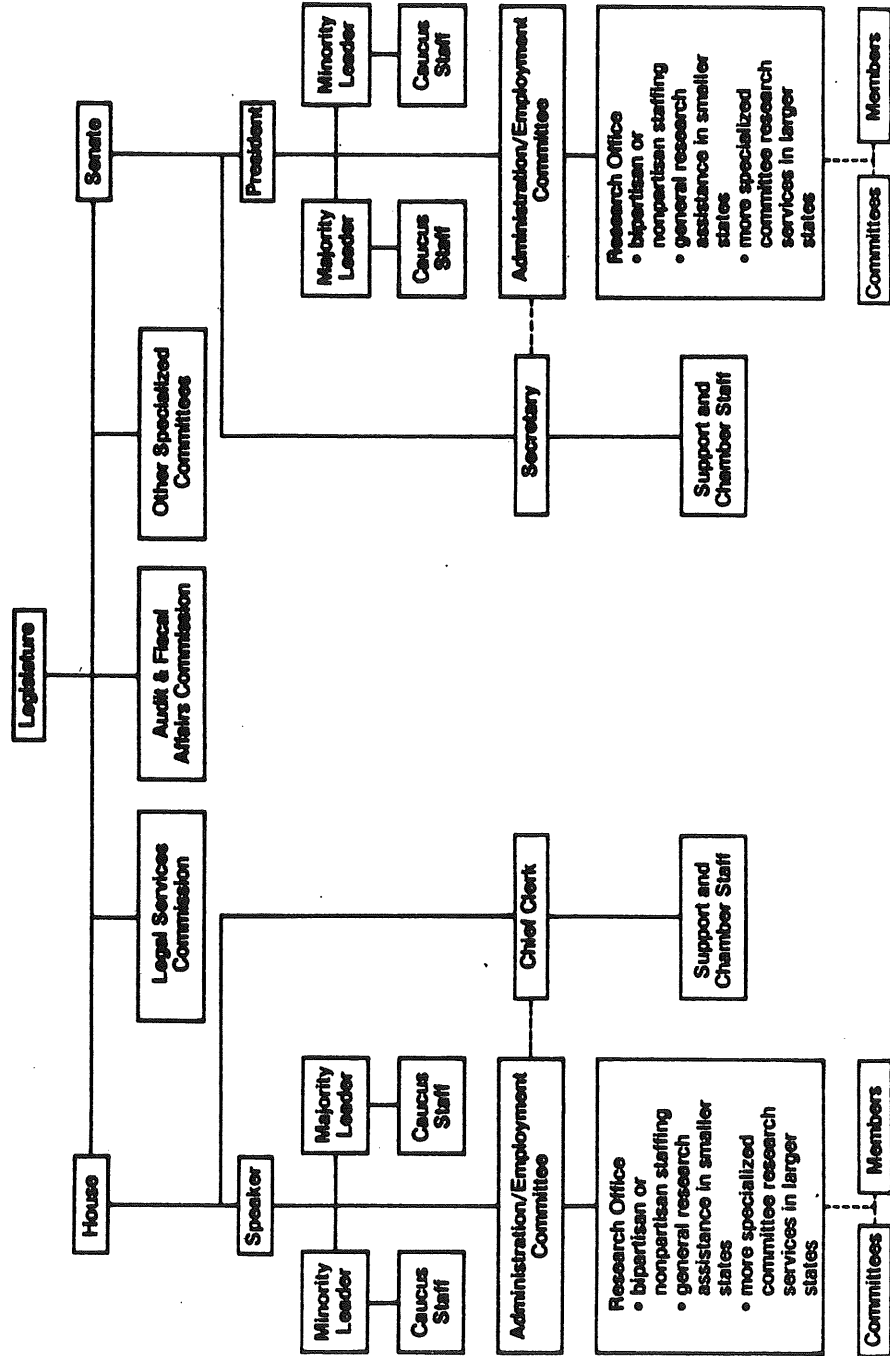 Legislature
House
Legal Services
Commission
Audit & Fiscal
Affairs Commission
Other Specialized
Committees
Senate
Speaker
Minority
Leader
Caucus
Staff
Majority
Leader
Caucus
Staff
Administration/Employment
Committee
Chief Clerk
Research Office
• bipartisan or
nonpartisan staffing
• general research
assistance in smaller
states
• more specialized
committee research
services in larger
states
Support and
Chamber Staff
Committees
Members
President
Majority
Leader
Caucus
Staff
Minority
Leader
Caucus
Staff
Secretary
Administration/Employment
Committee
Support and
Chamber Staff
Research Office
• bipartisan or
nonpartisan staffing
• general research
assistance in smaller
states
• more specialized
committee research
services in larger
states
Committees
Members